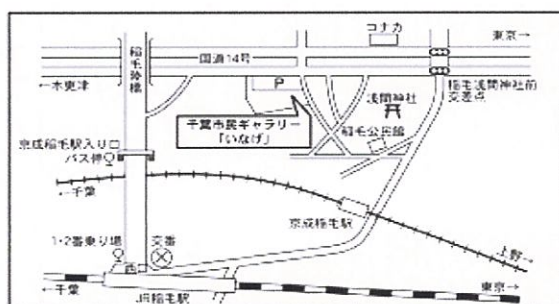 コナカ
東京→
稲毛陸橋
国道14号
←木更津
P
浅間神社
稲毛浅間神社前
交差点
千葉市民ギャラリー
「いなげ」
稲毛公民館
京成稲毛駅入り口
バス停
←千葉
京成稲毛駅
1・2番乗り場
交番
上野→
西
←千葉
JR稲毛駅
東京→